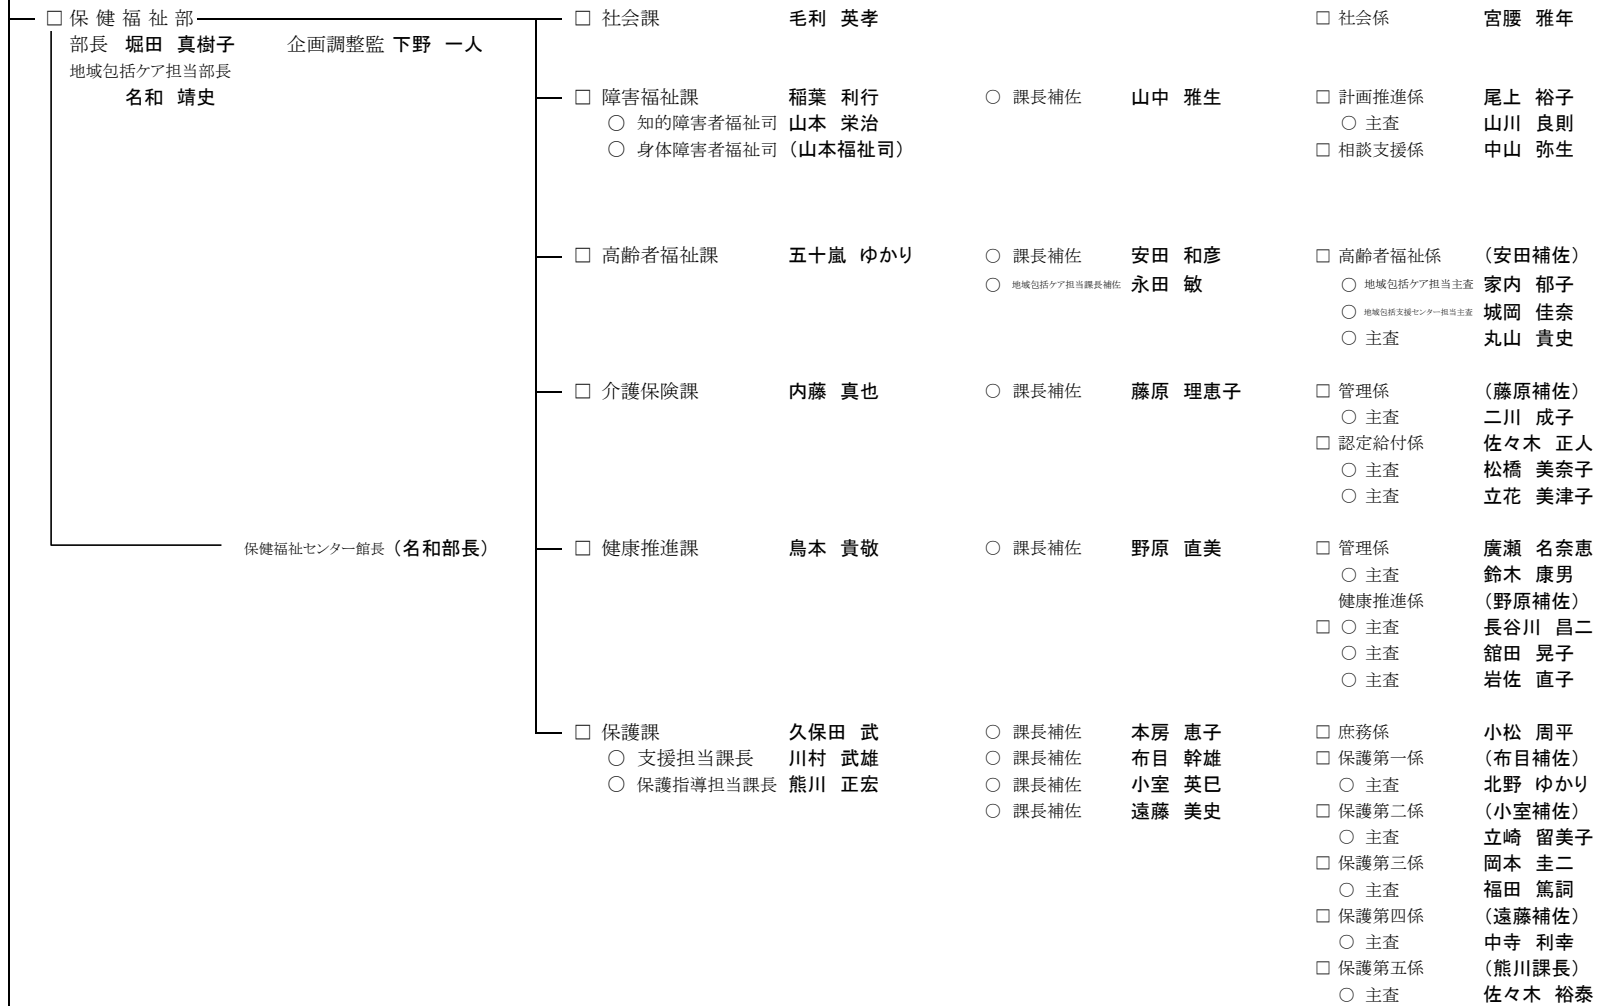 □ 保健福祉部 □ 社会課 毛利 英孝 □ 社会係 宮腰 雅年
部長 堀田 真樹子 企画調整監 下野 一人
地域包括ケア担当部長
名和 靖史 □ 障害福祉課 稲葉 利行 ○ 課長補佐 山中 雅生 □ 計画推進係 尾上 裕子
○ 知的障害者福祉司 山本 栄治 ○ 主査 山川 良則
○ 身体障害者福祉司 (山本福祉司) □ 相談支援係 中山 弥生
□ 高齢者福祉課 五十嵐 ゆかり ○ 課長補佐 安田 和彦 □ 高齢者福祉係 (安田補佐)
○ 地域包括ケア担当課長補佐 永田 敏 ○ 地域包括ケア担当主査 家内 郁子
○ 地域包括支援センター担当主査 城岡 佳奈
○ 主査 丸山 貴史
□ 介護保険課 内藤 真也 ○ 課長補佐 藤原 理恵子 □ 管理係 (藤原補佐)
○ 主査 二川 成子
□ 認定給付係 佐々木 正人
○ 主査 松橋 美奈子
○ 主査 立花 美津子
保健福祉センター館長 (名和部長) □ 健康推進課 鳥本 貴敬 ○ 課長補佐 野原 直美 □ 管理係 廣瀬 名奈恵
○ 主査 鈴木 康男
健康推進係 (野原補佐)
□ ○ 主査 長谷川 昌二
○ 主査 舘田 晃子
○ 主査 岩佐 直子
□ 保護課 久保田 武 ○ 課長補佐 本房 恵子 □ 庶務係 小松 周平
○ 支援担当課長 川村 武雄 ○ 課長補佐 布目 幹雄 □ 保護第一係 (布目補佐)
○ 保護指導担当課長 熊川 正宏 ○ 課長補佐 小室 英巳 ○ 主査 北野 ゆかり
○ 課長補佐 遠藤 美史 □ 保護第二係 (小室補佐)
○ 主査 立崎 留美子
□ 保護第三係 岡本 圭二
○ 主査 福田 篤詞
□ 保護第四係 (遠藤補佐)
○ 主査 中寺 利幸
□ 保護第五係 (熊川課長)
○ 主査 佐々木 裕泰